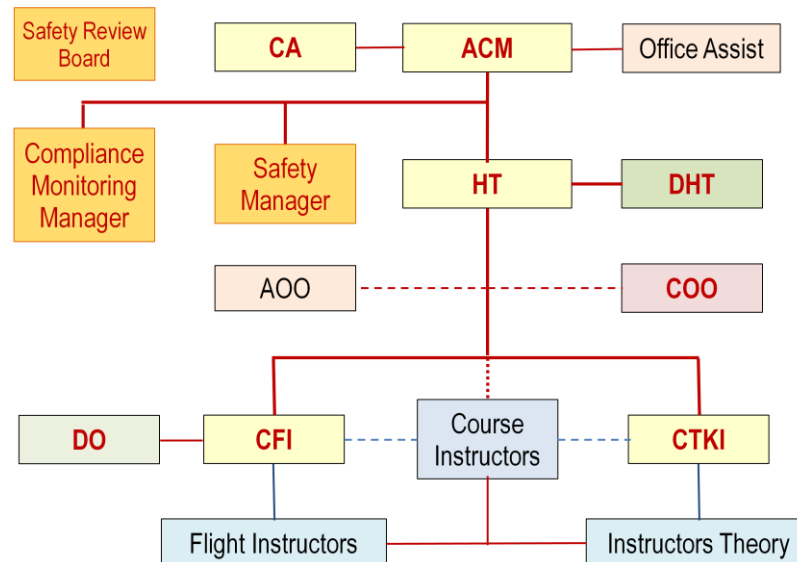 Safety Review
Board
CA
ACM
Office Assist
Compliance
Monitoring
Manager
Safety
Manager
HT
DHT
AOO
COO
DO
CFI
Course
Instructors
CTKI
Flight Instructors
Instructors Theory